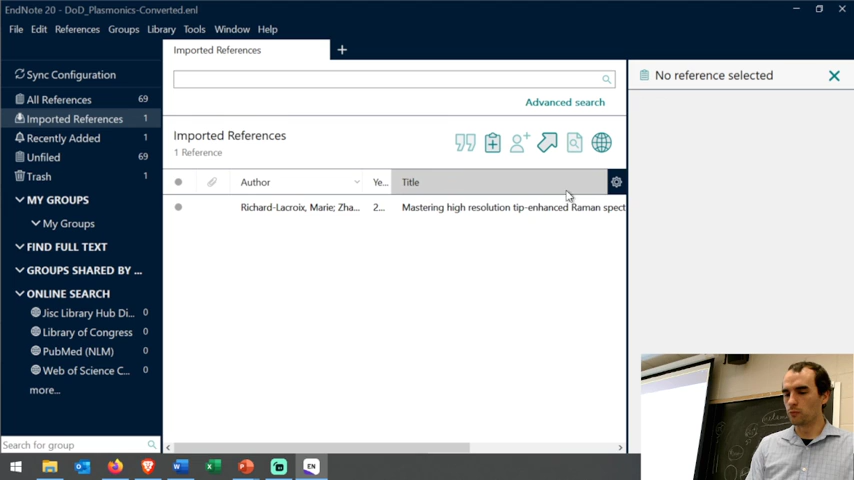 EndNote 20 - DoD_Plasmonics-Converted.enl
File Edit References Groups Library Tools Window Help
Imported References
Sync Configuration
All References 69
Imported References 1
Recently Added 1
Unfiled 69
Trash 1
MY GROUPS
My Groups
FIND FULL TEXT
GROUPS SHARED BY ...
ONLINE SEARCH
Jisc Library Hub Di... 0
Library of Congress 0
PubMed (NLM) 0
Web of Science C... 0
more...
Search for group
Advanced search
Imported References
1 Reference
Author Ye... Title
Richard-Lacroix, Marie; Zha... 2... Mastering high resolution tip-enhanced Raman spect
No reference selected
EN